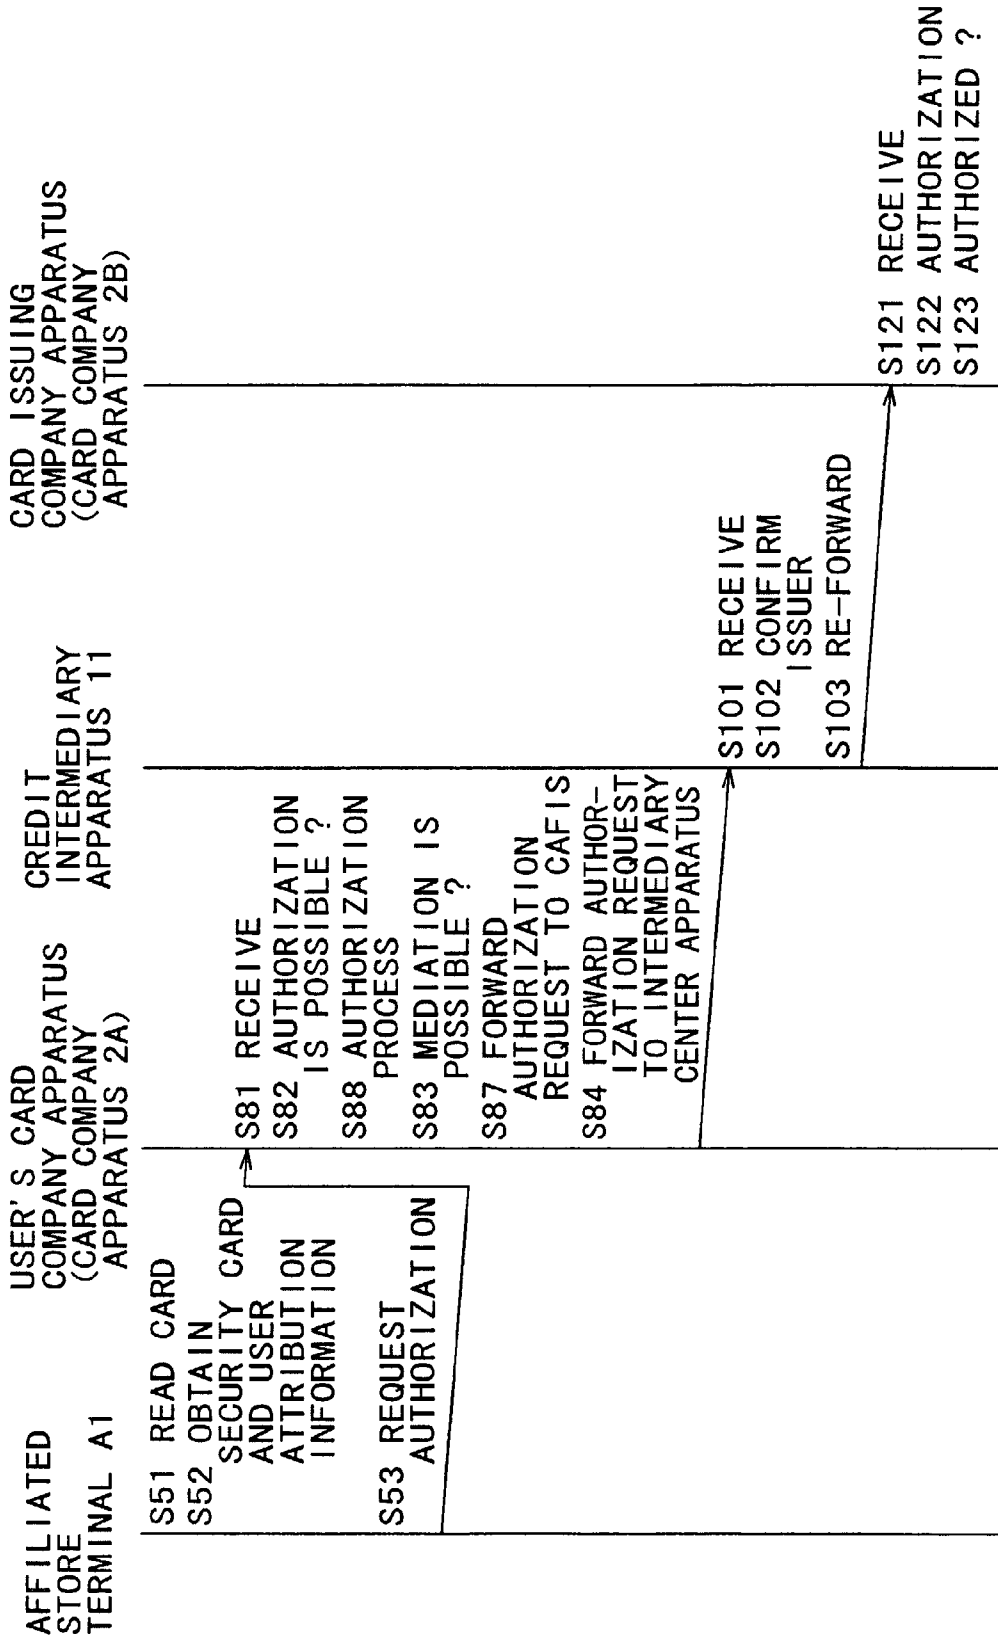 AFFILIATED
STORE
TERMINAL A1
USER'S CARD
COMPANY APPARATUS
(CARD COMPANY
APPARATUS 2A)
CREDIT
INTERMEDIARY
APPARATUS 11
CARD ISSUING
COMPANY APPARATUS
(CARD COMPANY
APPARATUS 2B)
S51 READ CARD
S52 OBTAIN
SECURITY CARD
AND USER
ATTRIBUTION
INFORMATION
S53 REQUEST
AUTHORIZATION
S81 RECEIVE
S82 AUTHORIZATION
IS POSSIBLE ?
S88 AUTHORIZATION
PROCESS
S83 MEDIATION IS
POSSIBLE ?
S87 FORWARD
AUTHORIZATION
REQUEST TO CAFIS
S84 FORWARD AUTHOR-
IZATION REQUEST
TO INTERMEDIARY
CENTER APPARATUS
S101 RECEIVE
S102 CONFIRM
ISSUER
S103 RE-FORWARD
S121 RECEIVE
S122 AUTHORIZATION
S123 AUTHORIZED ?